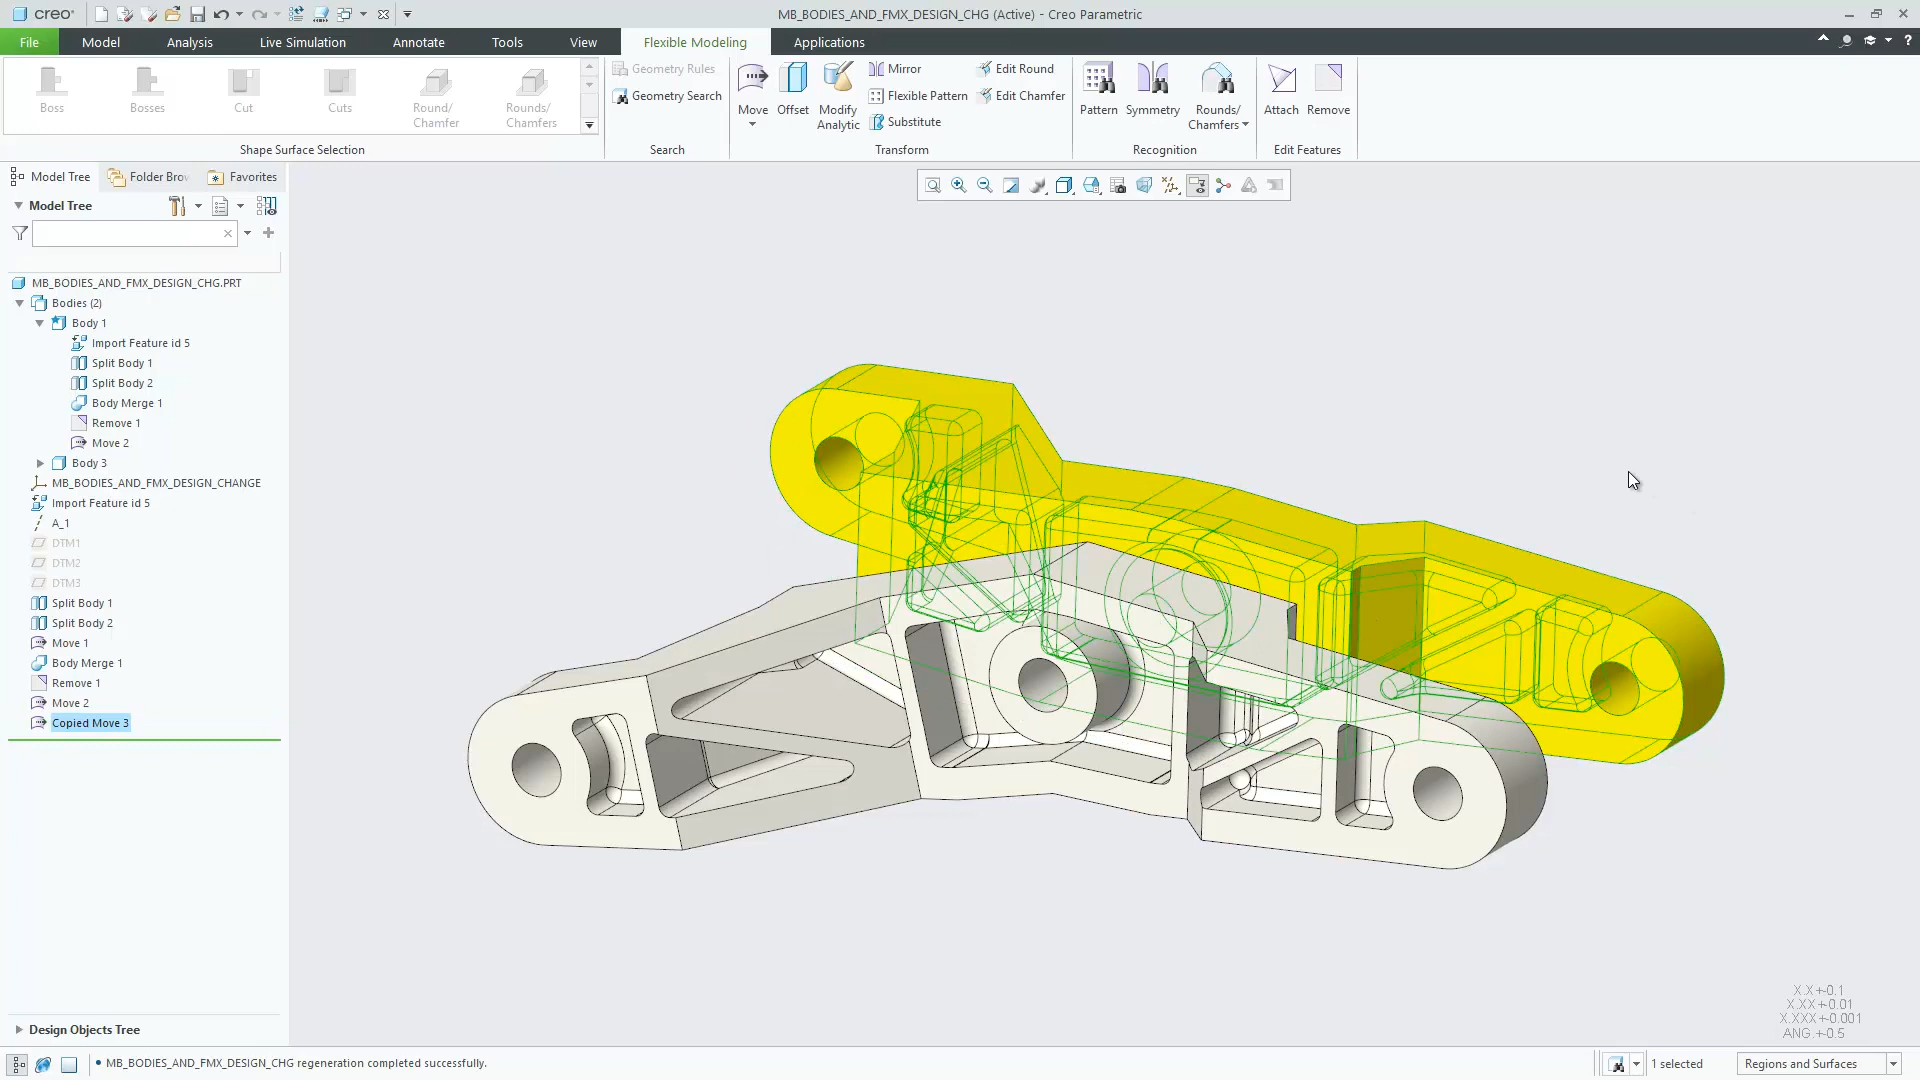 creo
MB_BODIES_AND_FMX_DESIGN_CHG (Active) - Creo Parametric
File
Model
Analysis
Live Simulation
Annotate
Tools
View
Flexible Modeling
Applications
Boss
Bosses
Cut
Cuts
Round/
Chamfer
Rounds/
Chamfers
Shape Surface Selection
Geometry Rules
Geometry Search
Search
Move
Offset
Modify
Analytic
Mirror
Flexible Pattern
Substitute
Edit Round
Edit Chamfer
Transform
Pattern
Symmetry
Rounds/
Chamfers
Recognition
Attach
Remove
Edit Features
Model Tree
Folder Brow
Favorites
Model Tree
MB_BODIES_AND_FMX_DESIGN_CHG.PRT
Bodies (2)
Body 1
Import Feature id 5
Split Body 1
Split Body 2
Body Merge 1
Remove 1
Move 2
Body 3
MB_BODIES_AND_FMX_DESIGN_CHANGE
Import Feature id 5
A_1
DTM1
DTM2
DTM3
Split Body 1
Split Body 2
Move 1
Body Merge 1
Remove 1
Move 2
Copied Move 3
X.X+-0.1
X.XX+-0.01
X.XXX+-0.001
ANG.+-0.5
Design Objects Tree
• MB_BODIES_AND_FMX_DESIGN_CHG regeneration completed successfully.
1 selected
Regions and Surfaces